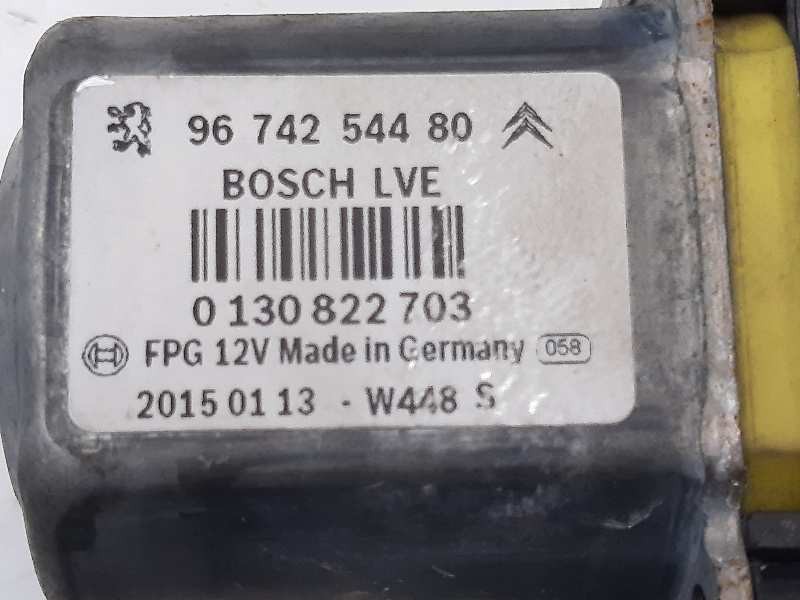 96 742 544 80
BOSCH LVE
0 130 822 703
FPG 12V Made in Germany 058
2015 01 13 - W448 S